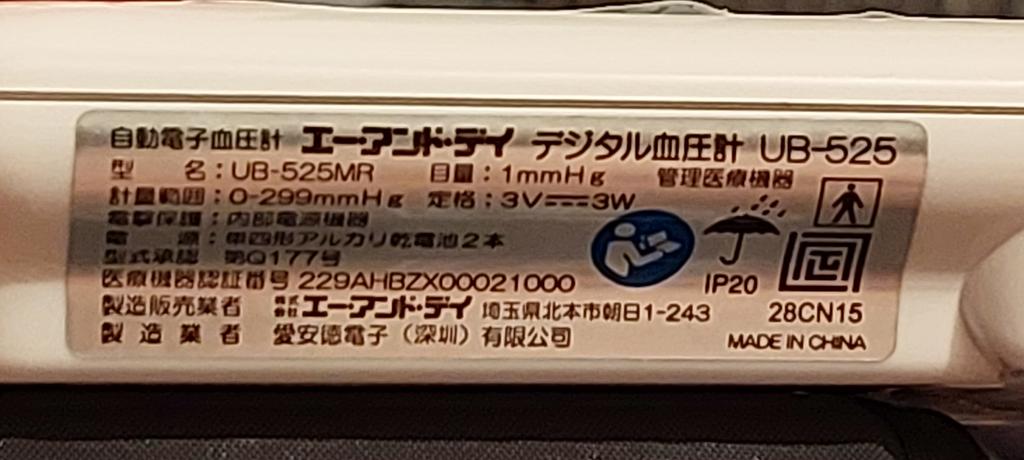 自動電子血圧計 エー・アンド・デイ デジタル血圧計 UB-525
型 名:UB-525MR 目量:1mmHg 管理医療機器
計量範囲:0-299mmHg 定格:3V⎓3W
電撃保護:内部電源機器
電 源:単四形アルカリ乾電池2本
型式承認 第Q177号
医療機器認証番号 229AHBZX00021000 IP20
製造販売業者 株式会社エー・アンド・デイ 埼玉県北本市朝日1-243 28CN15
製造業者 愛安徳電子(深圳)有限公司 MADE IN CHINA